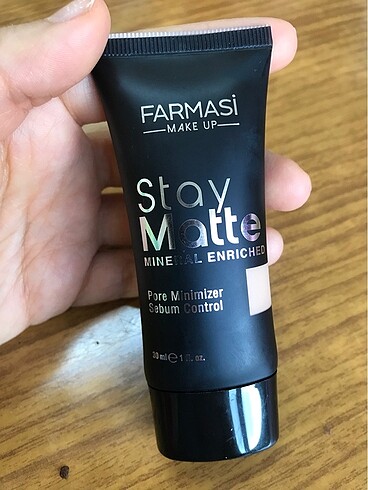 FARMASİ
MAKE UP
Stay
Matte
MINERAL ENRICHED
Pore Minimizer
Sebum Control
30 ml ℮ 1 fl. oz.